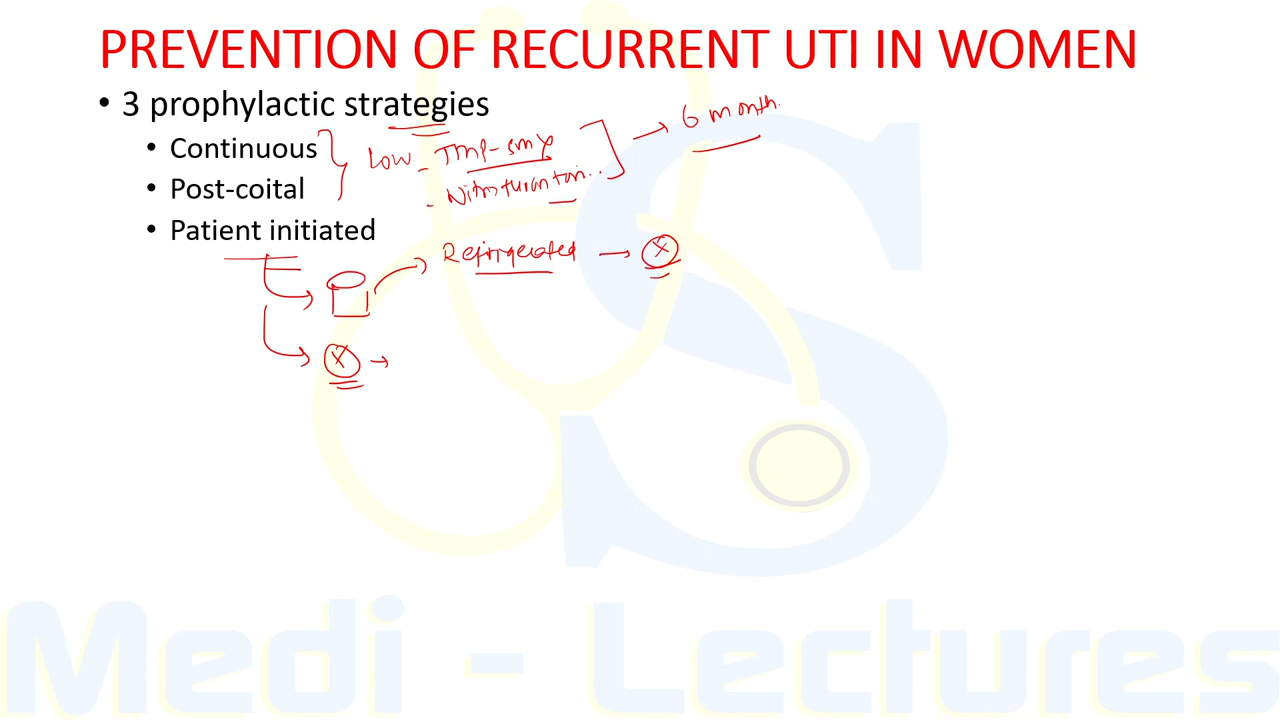 PREVENTION OF RECURRENT UTI IN WOMEN
• 3 prophylactic strategies
• Continuous
• Post-coital
• Patient initiated
Low - TMP-SMX
- Nitrofurantoin..
6 month.
Refrigerated
Medi - Lectures